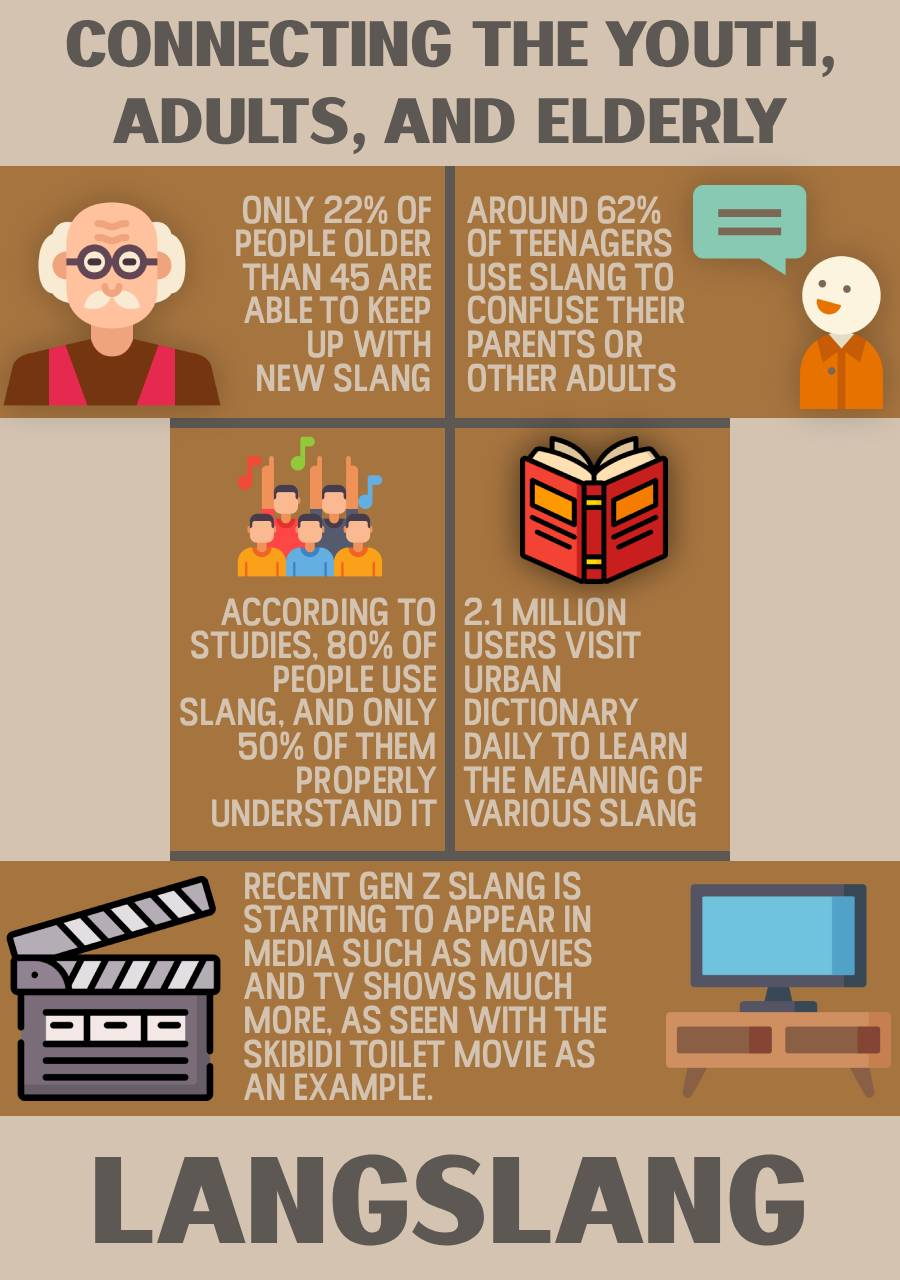 CONNECTING THE YOUTH,
ADULTS, AND ELDERLY
ONLY 22% OF
PEOPLE OLDER
THAN 45 ARE
ABLE TO KEEP
UP WITH
NEW SLANG
AROUND 62%
OF TEENAGERS
USE SLANG TO
CONFUSE THEIR
PARENTS OR
OTHER ADULTS
ACCORDING TO
STUDIES, 80% OF
PEOPLE USE
SLANG, AND ONLY
50% OF THEM
PROPERLY
UNDERSTAND IT
2.1 MILLION
USERS VISIT
URBAN
DICTIONARY
DAILY TO LEARN
THE MEANING OF
VARIOUS SLANG
RECENT GEN Z SLANG IS
STARTING TO APPEAR IN
MEDIA SUCH AS MOVIES
AND TV SHOWS MUCH
MORE, AS SEEN WITH THE
SKIBIDI TOILET MOVIE AS
AN EXAMPLE.
LANGSLANG